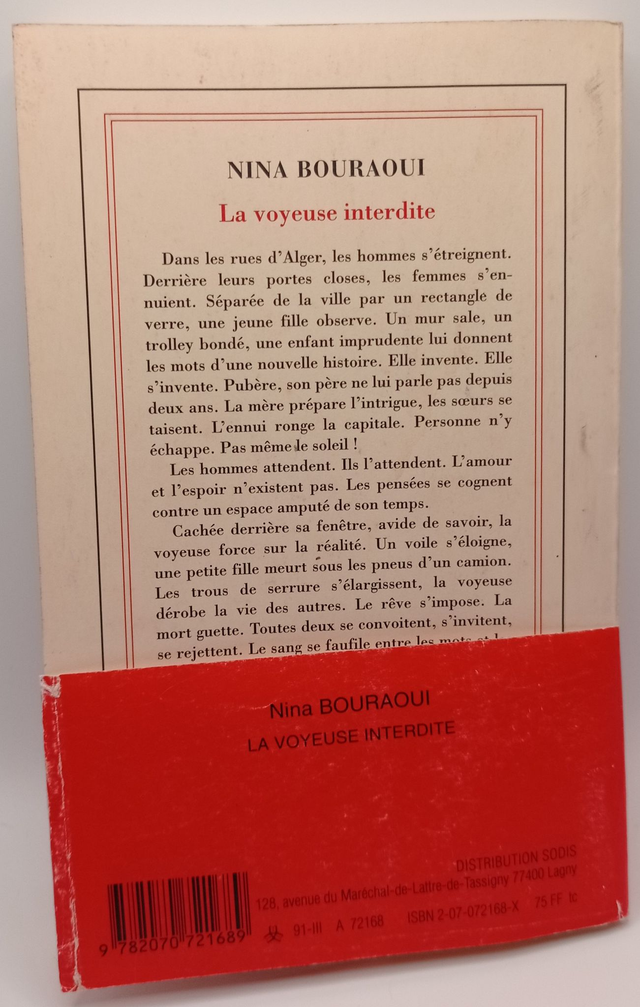 NINA BOURAOUI
La voyeuse interdite
Dans les rues d'Alger, les hommes s'étreignent.
Derrière leurs portes closes, les femmes s'en-
nuient. Séparée de la ville par un rectangle de
verre, une jeune fille observe. Un mur sale, un
trolley bondé, une enfant imprudente lui donnent
les mots d'une nouvelle histoire. Elle invente. Elle
s'invente. Pubère, son père ne lui parle pas depuis
deux ans. La mère prépare l'intrigue, les sœurs se
taisent. L'ennui ronge la capitale. Personne n'y
échappe. Pas même le soleil !
Les hommes attendent. Ils l'attendent. L'amour
et l'espoir n'existent pas. Les pensées se cognent
contre un espace amputé de son temps.
Cachée derrière sa fenêtre, avide de savoir, la
voyeuse force sur la réalité. Un voile s'éloigne,
une petite fille meurt sous les pneus d'un camion.
Les trous de serrure s'élargissent, la voyeuse
dérobe la vie des autres. Le rêve s'impose. La
mort guette. Toutes deux se convoitent, s'invitent,
se rejettent. Le sang se faufile entre les mots et
Nina BOURAOUI
LA VOYEUSE INTERDITE
DISTRIBUTION SODIS
128, avenue du Maréchal-de-Lattre-de-Tassigny 77400 Lagny
91-III A 72168 ISBN 2-07-072168-X 75 FF tc
9 782070 721689